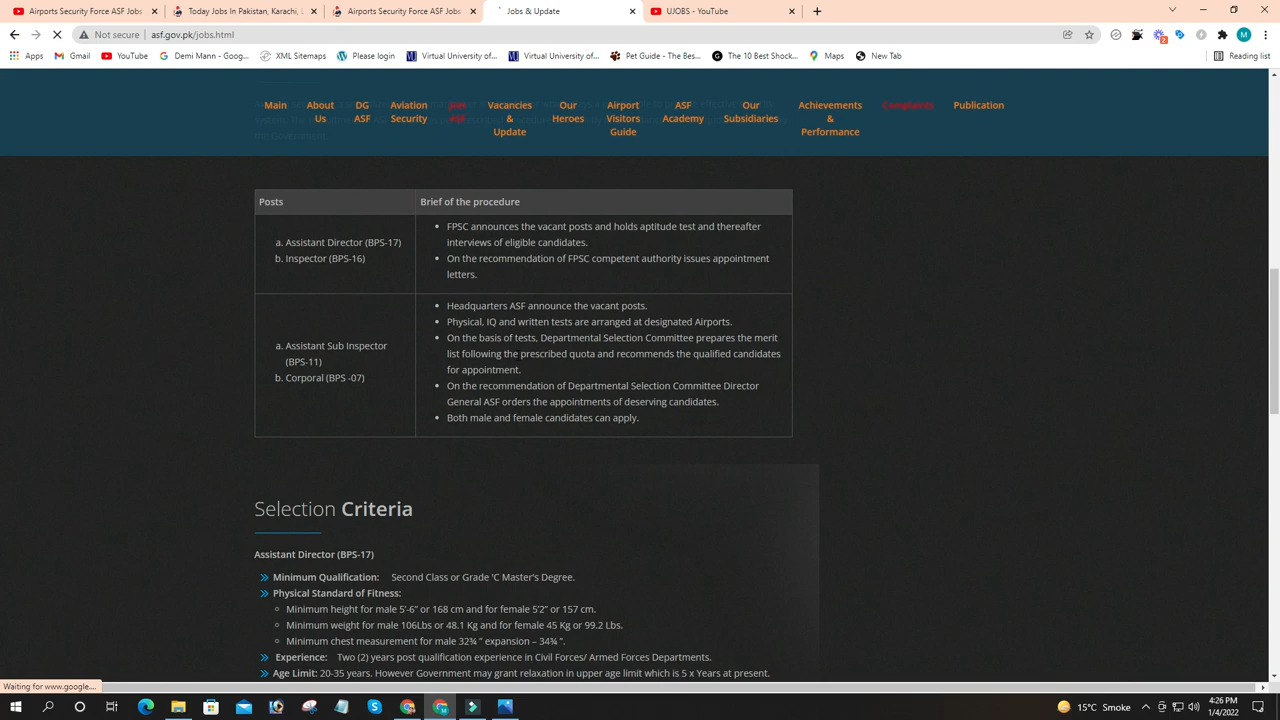 Airports Security Force ASF Jobs
Today Jobs In Pakistan, Karachi, L
Airports Security Force ASF Jobs
Jobs & Update
UJOBS - YouTube
Not secure
asf.gov.pk/jobs.html
Apps
Gmail
YouTube
Demi Mann - Goog...
XML Sitemaps
Please login
Virtual University of...
Virtual University of...
Pet Guide - The Bes...
The 10 Best Shock...
Maps
New Tab
Reading list
Main
About Us
DG ASF
Aviation Security
Join ASF
Vacancies & Update
Our Heroes
Airport Visitors Guide
ASF Academy
Our Subsidiaries
Achievements & Performance
Complaints
Publication
Posts
Brief of the procedure
a. Assistant Director (BPS-17)
b. Inspector (BPS-16)
• FPSC announces the vacant posts and holds aptitude test and thereafter
interviews of eligible candidates.
• On the recommendation of FPSC competent authority issues appointment
letters.
a. Assistant Sub Inspector
(BPS-11)
b. Corporal (BPS -07)
• Headquarters ASF announce the vacant posts.
• Physical, IQ and written tests are arranged at designated Airports.
• On the basis of tests, Departmental Selection Committee prepares the merit
list following the prescribed quota and recommends the qualified candidates
for appointment.
• On the recommendation of Departmental Selection Committee Director
General ASF orders the appointments of deserving candidates.
• Both male and female candidates can apply.
Selection Criteria
Assistant Director (BPS-17)
Minimum Qualification: Second Class or Grade 'C Master's Degree.
Physical Standard of Fitness:
Minimum height for male 5'-6" or 168 cm and for female 5'2" or 157 cm.
Minimum weight for male 106Lbs or 48.1 Kg and for female 45 Kg or 99.2 Lbs.
Minimum chest measurement for male 32¾ " expansion – 34¾ ".
Experience: Two (2) years post qualification experience in Civil Forces/ Armed Forces Departments.
Age Limit: 20-35 years. However Government may grant relaxation in upper age limit which is 5 x Years at present.
Waiting for www.google....
15°C Smoke
4:26 PM
1/4/2022